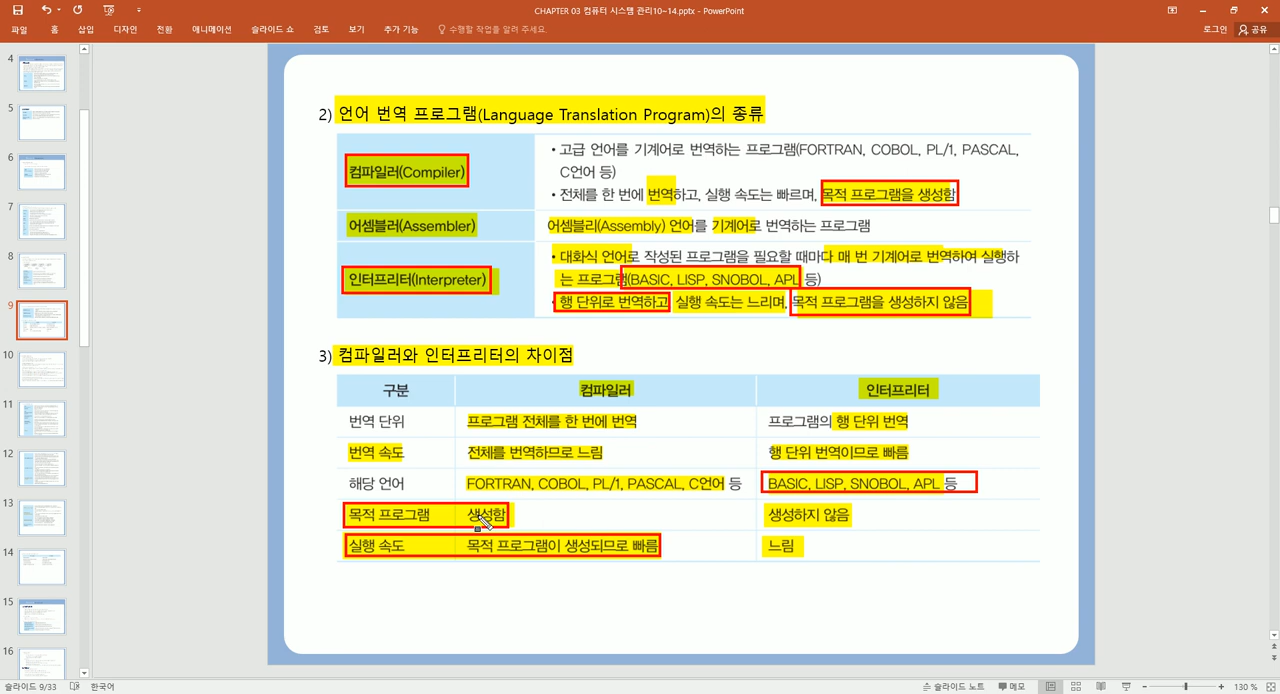 CHAPTER 03 컴퓨터 시스템 관리10~14.pptx - PowerPoint
파일 홈 삽입 디자인 전환 애니메이션 슬라이드 쇼 검토 보기 추가 기능 수행할 작업을 알려 주세요. 로그인 공유
4
5
6
7
8
9
10
11
12
13
14
15
16
2) 언어 번역 프로그램(Language Translation Program)의 종류
컴파일러(Compiler)
• 고급 언어를 기계어로 번역하는 프로그램(FORTRAN, COBOL, PL/1, PASCAL,
C언어 등)
• 전체를 한 번에 번역하고, 실행 속도는 빠르며, 목적 프로그램을 생성함
어셈블러(Assembler) 어셈블리(Assembly) 언어를 기계어로 번역하는 프로그램
인터프리터(Interpreter)
• 대화식 언어로 작성된 프로그램을 필요할 때마다 매 번 기계어로 번역하여 실행하
는 프로그램(BASIC, LISP, SNOBOL, APL 등)
• 행 단위로 번역하고 실행 속도는 느리며, 목적 프로그램을 생성하지 않음
3) 컴파일러와 인터프리터의 차이점
구분 컴파일러 인터프리터
번역 단위 프로그램 전체를 한 번에 번역 프로그램의 행 단위 번역
번역 속도 전체를 번역하므로 느림 행 단위 번역이므로 빠름
해당 언어 FORTRAN, COBOL, PL/1, PASCAL, C언어 등 BASIC, LISP, SNOBOL, APL 등
목적 프로그램 생성함 생성하지 않음
실행 속도 목적 프로그램이 생성되므로 빠름 느림
슬라이드 9/33 한국어 슬라이드 노트 메모 130 %